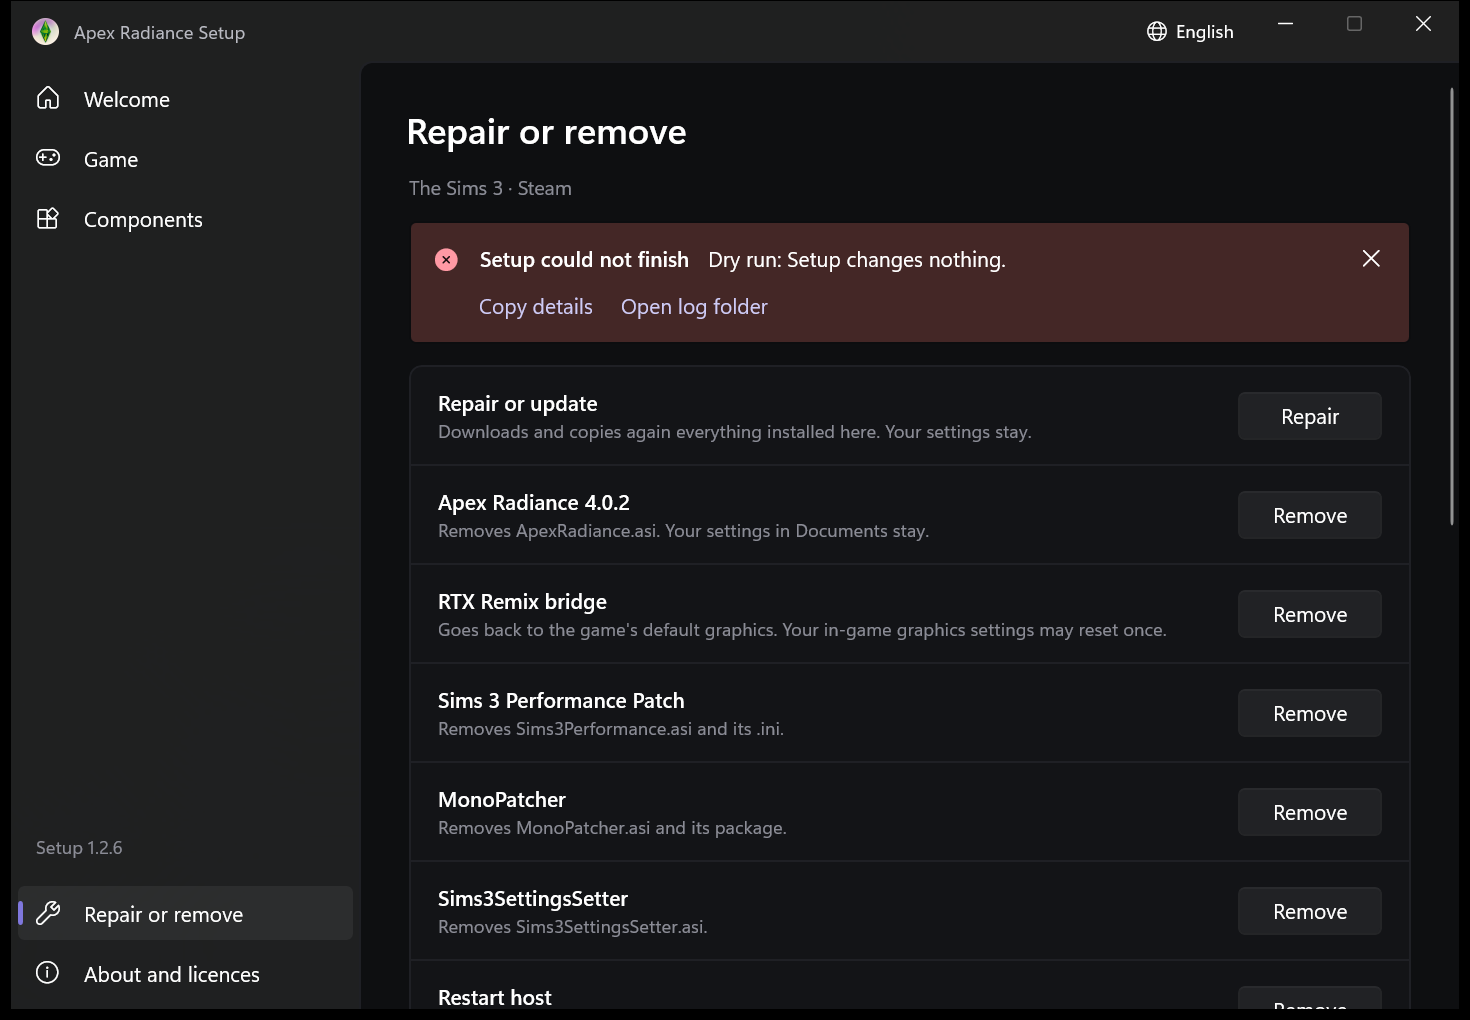 Apex Radiance Setup
English
Welcome
Game
Components
Setup 1.2.6
Repair or remove
About and licences
Repair or remove
The Sims 3 · Steam
Setup could not finish Dry run: Setup changes nothing.
Copy details Open log folder
Repair or update
Downloads and copies again everything installed here. Your settings stay.
Repair
Apex Radiance 4.0.2
Removes ApexRadiance.asi. Your settings in Documents stay.
Remove
RTX Remix bridge
Goes back to the game's default graphics. Your in-game graphics settings may reset once.
Remove
Sims 3 Performance Patch
Removes Sims3Performance.asi and its .ini.
Remove
MonoPatcher
Removes MonoPatcher.asi and its package.
Remove
Sims3SettingsSetter
Removes Sims3SettingsSetter.asi.
Remove
Restart host
Remove